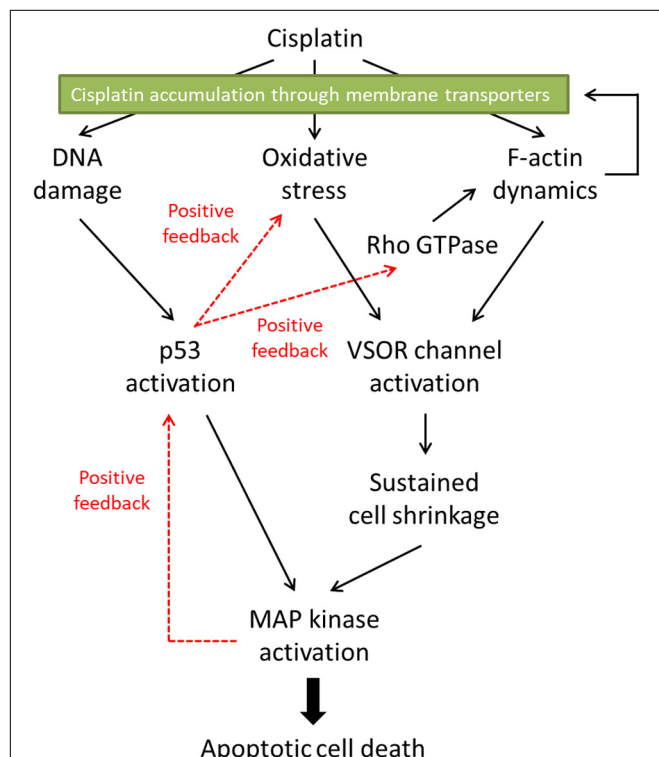 Cisplatin
Cisplatin accumulation through membrane transporters
DNA
damage
Oxidative
stress
F-actin
dynamics
Positive
feedback
Rho GTPase
Positive
feedback
p53
activation
VSOR channel
activation
Positive
feedback
Sustained
cell shrinkage
MAP kinase
activation
Apoptotic cell death